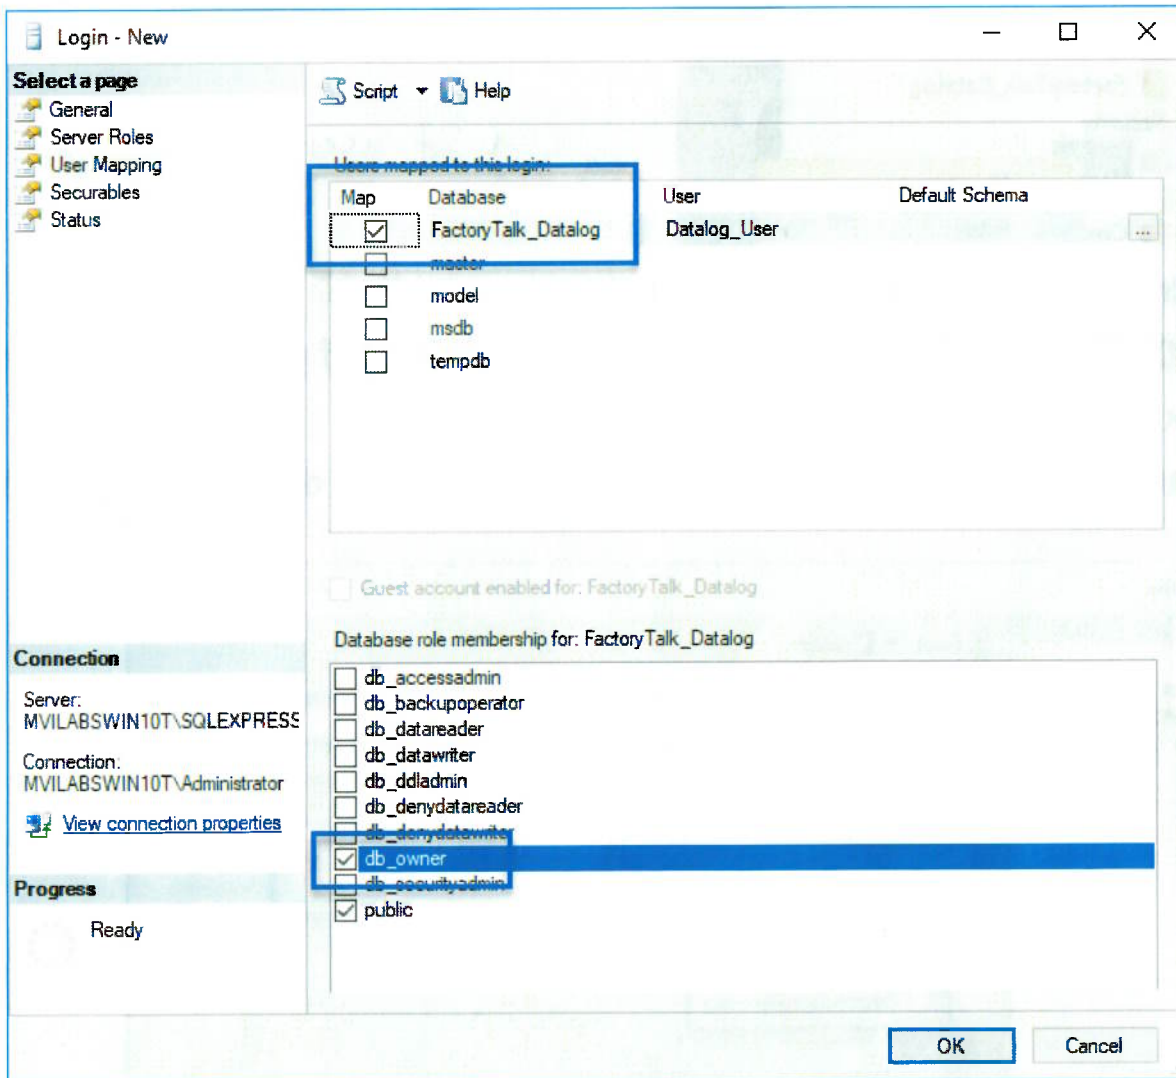 Login - New
Select a page
General
Server Roles
User Mapping
Securables
Status
Script
Help
Users mapped to this login:
Map Database User Default Schema
FactoryTalk_Datalog Datalog_User ...
master
model
msdb
tempdb
Guest account enabled for: FactoryTalk_Datalog
Database role membership for: FactoryTalk_Datalog
db_accessadmin
db_backupoperator
db_datareader
db_datawriter
db_ddladmin
db_denydatareader
db_denydatawriter
db_owner
db_securityadmin
public
Connection
Server:
MVILABSWIN10T\SQLEXPRESS
Connection:
MVILABSWIN10T\Administrator
View connection properties
Progress
Ready
OK
Cancel